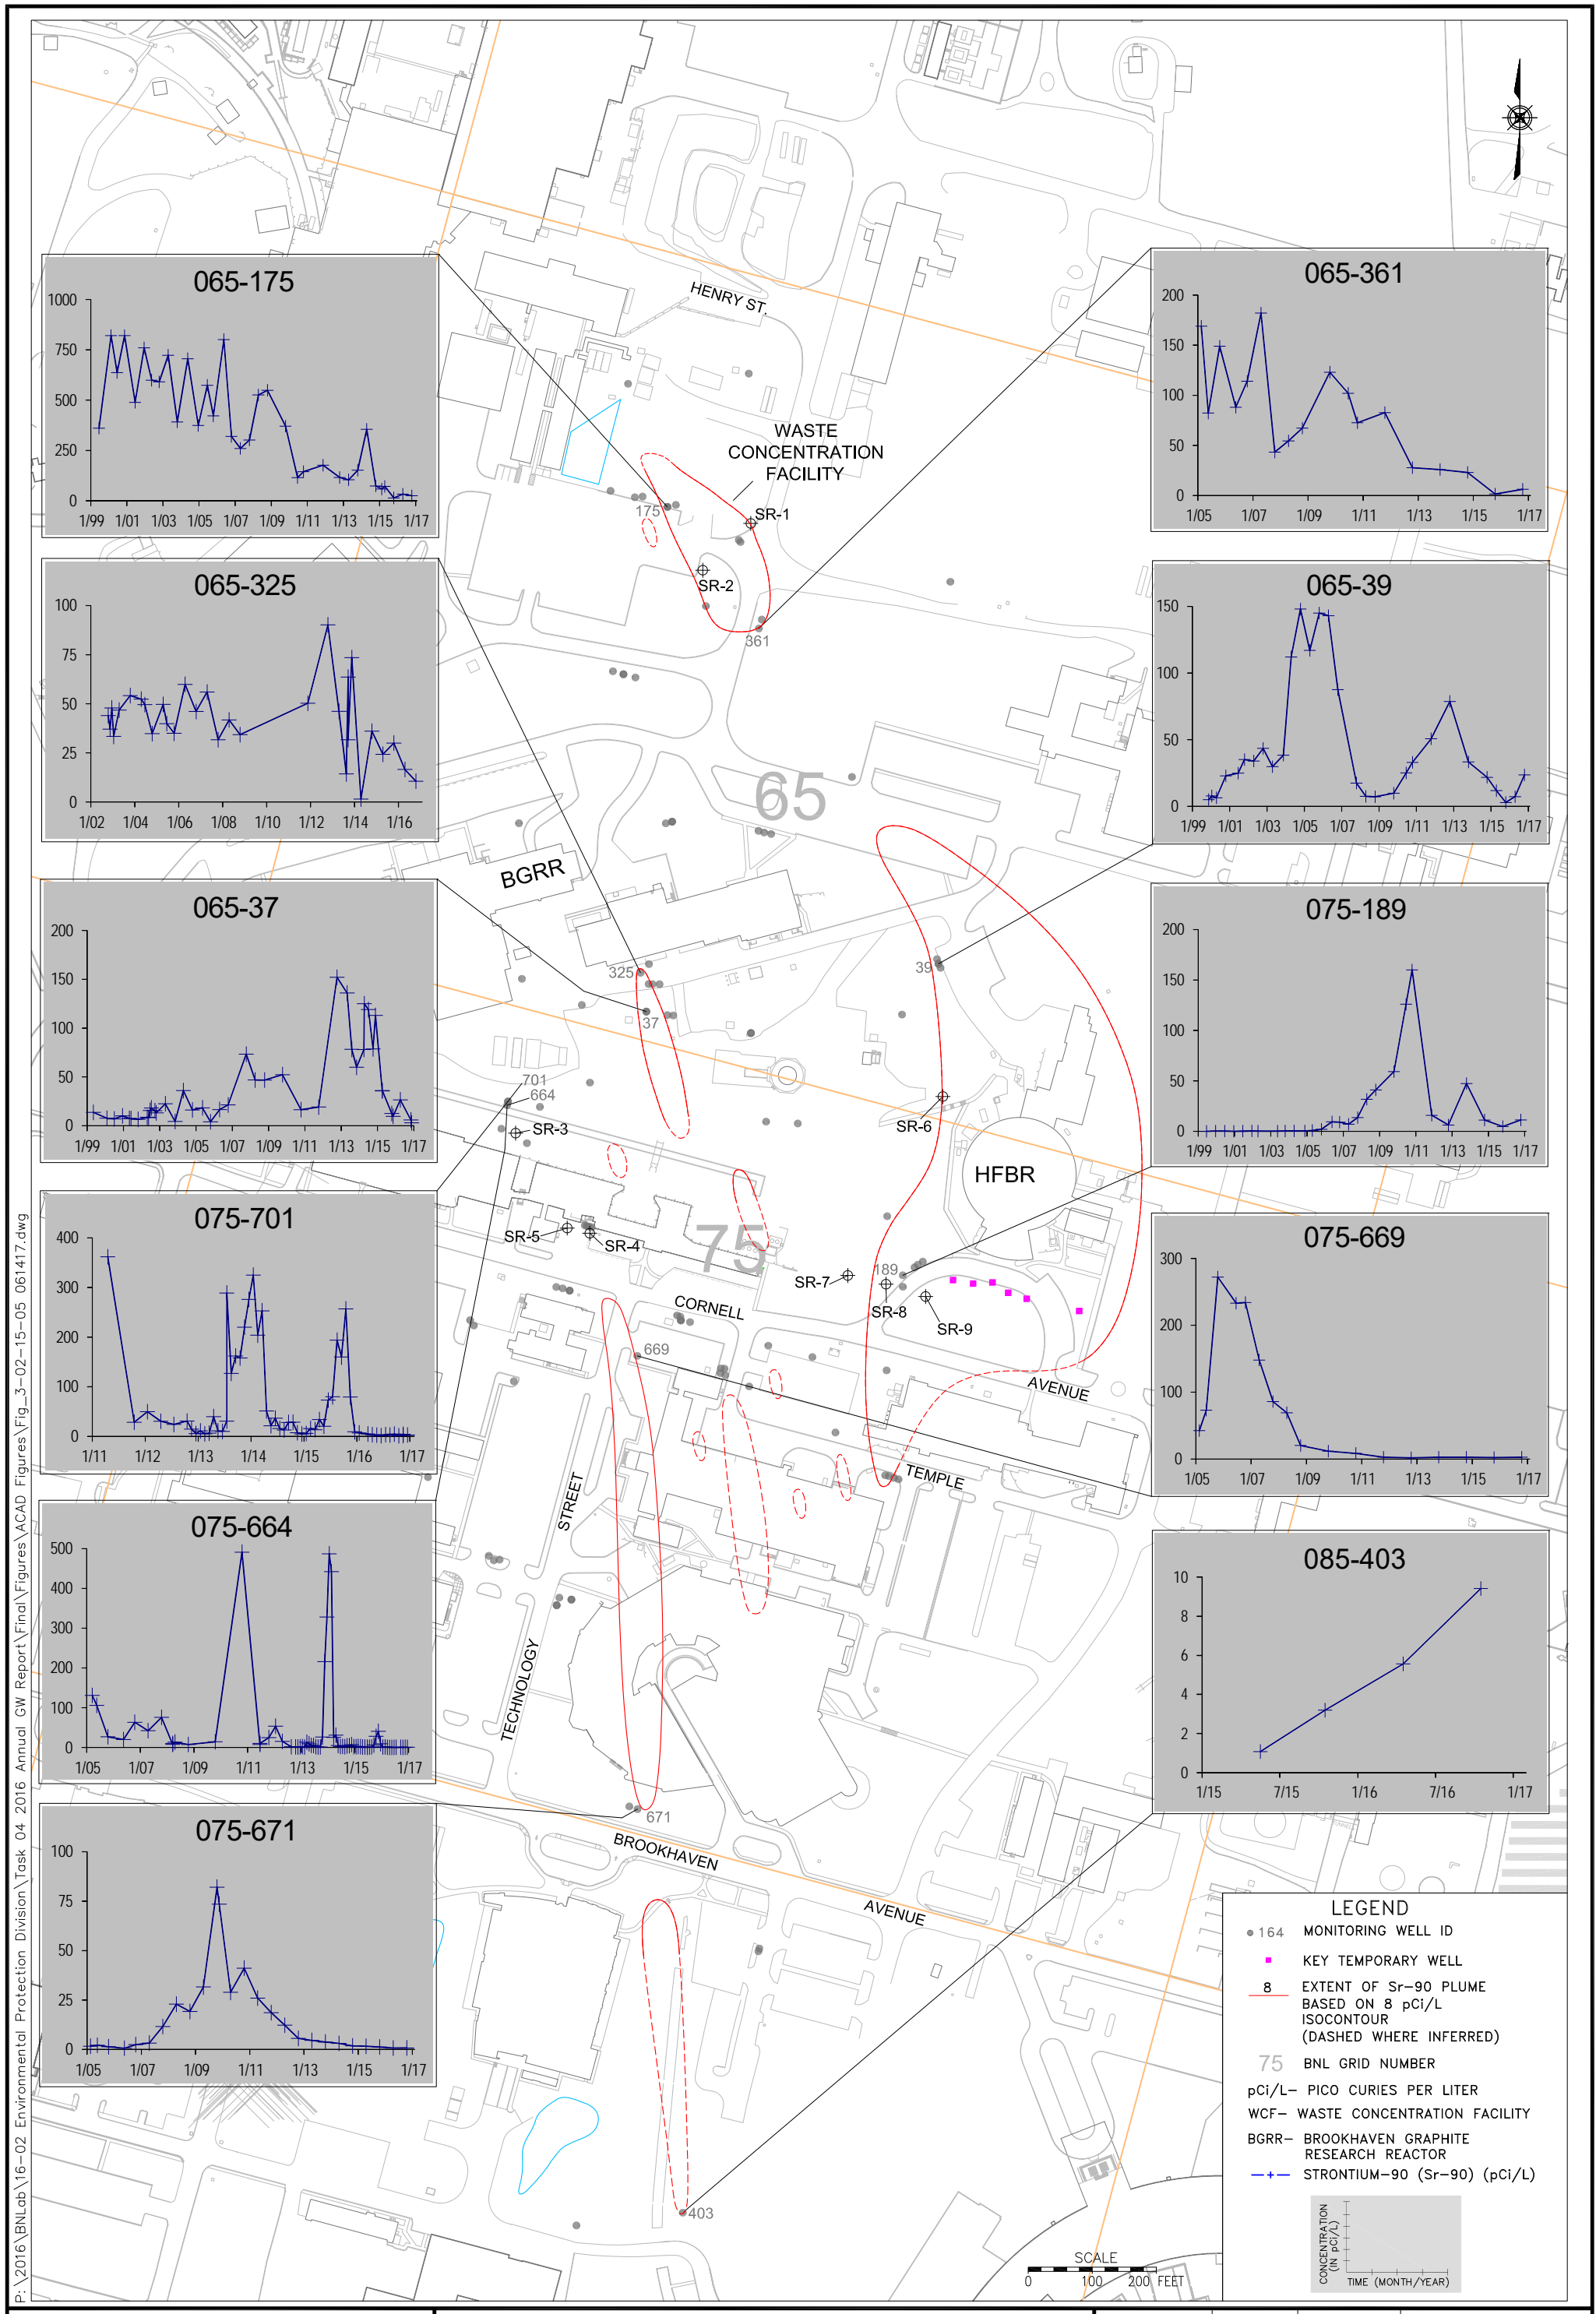 HENRY ST.
WASTE
CONCENTRATION
FACILITY
175
SR-1
SR-2
361
65
BGRR
325
37
39
701
664
SR-3
SR-6
HFBR
SR-5
SR-4
75
SR-7
189
SR-8
SR-9
CORNELL
AVENUE
669
TEMPLE
STREET
TECHNOLOGY
671
BROOKHAVEN
AVENUE
403
065-175
1000
750
500
250
0
1/99 1/01 1/03 1/05 1/07 1/09 1/11 1/13 1/15 1/17
065-325
100
75
50
25
0
1/02 1/04 1/06 1/08 1/10 1/12 1/14 1/16
065-37
200
150
100
50
0
1/99 1/01 1/03 1/05 1/07 1/09 1/11 1/13 1/15 1/17
075-701
400
300
200
100
0
1/11 1/12 1/13 1/14 1/15 1/16 1/17
075-664
500
400
300
200
100
0
1/05 1/07 1/09 1/11 1/13 1/15 1/17
075-671
100
75
50
25
0
1/05 1/07 1/09 1/11 1/13 1/15 1/17
065-361
200
150
100
50
0
1/05 1/07 1/09 1/11 1/13 1/15 1/17
065-39
150
100
50
0
1/99 1/01 1/03 1/05 1/07 1/09 1/11 1/13 1/15 1/17
075-189
200
150
100
50
0
1/99 1/01 1/03 1/05 1/07 1/09 1/11 1/13 1/15 1/17
075-669
300
200
100
0
1/05 1/07 1/09 1/11 1/13 1/15 1/17
085-403
10
8
6
4
2
0
1/15 7/15 1/16 7/16 1/17
LEGEND
164 MONITORING WELL ID
KEY TEMPORARY WELL
8 EXTENT OF Sr-90 PLUME
BASED ON 8 pCi/L
ISOCONTOUR
(DASHED WHERE INFERRED)
75 BNL GRID NUMBER
pCi/L- PICO CURIES PER LITER
WCF- WASTE CONCENTRATION FACILITY
BGRR- BROOKHAVEN GRAPHITE
RESEARCH REACTOR
STRONTIUM-90 (Sr-90) (pCi/L)
CONCENTRATION
(IN pCi/L)
TIME (MONTH/YEAR)
SCALE
0 100 200 FEET
P:\2016\BNLab\16-02 Environmental Protection Division\Task 04 2016 Annual GW Report\Final\Figures\ACAD Figures\Fig_3-02-15-05 061417.dwg